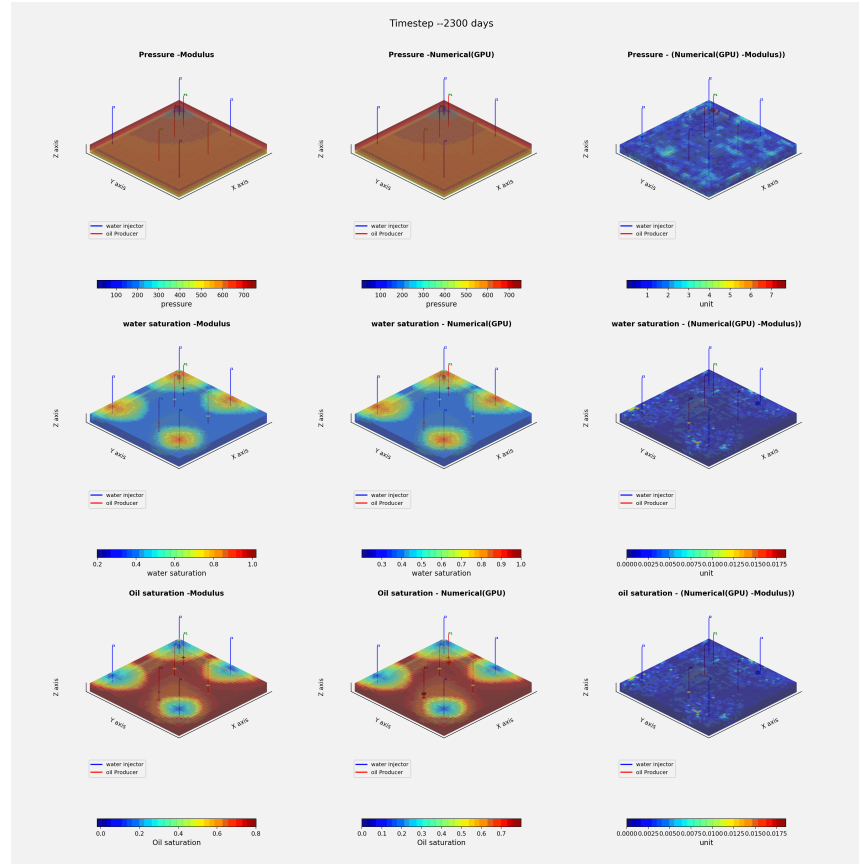 Timestep --2300 days
Pressure -Modulus
Pressure -Numerical(GPU)
Pressure - (Numerical(GPU) -Modulus))
Z axis
Y axis
X axis
Z axis
Y axis
X axis
Z axis
Y axis
X axis
water injector
oil Producer
water injector
oil Producer
water injector
oil Producer
100 200 300 400 500 600 700
pressure
100 200 300 400 500 600 700
pressure
1 2 3 4 5 6 7
unit
water saturation -Modulus
water saturation - Numerical(GPU)
water saturation - (Numerical(GPU) -Modulus))
Z axis
Y axis
X axis
Z axis
Y axis
X axis
Z axis
Y axis
X axis
water injector
oil Producer
water injector
oil Producer
water injector
oil Producer
0.2 0.4 0.6 0.8 1.0
water saturation
0.3 0.4 0.5 0.6 0.7 0.8 0.9 1.0
water saturation
0.0000 0.0025 0.0050 0.0075 0.0100 0.0125 0.0150 0.0175
unit
Oil saturation -Modulus
Oil saturation - Numerical(GPU)
oil saturation - (Numerical(GPU) -Modulus))
Z axis
Y axis
X axis
Z axis
Y axis
X axis
Z axis
Y axis
X axis
water injector
oil Producer
water injector
oil Producer
water injector
oil Producer
0.0 0.2 0.4 0.6 0.8
Oil saturation
0.0 0.1 0.2 0.3 0.4 0.5 0.6 0.7
Oil saturation
0.0000 0.0025 0.0050 0.0075 0.0100 0.0125 0.0150 0.0175
unit